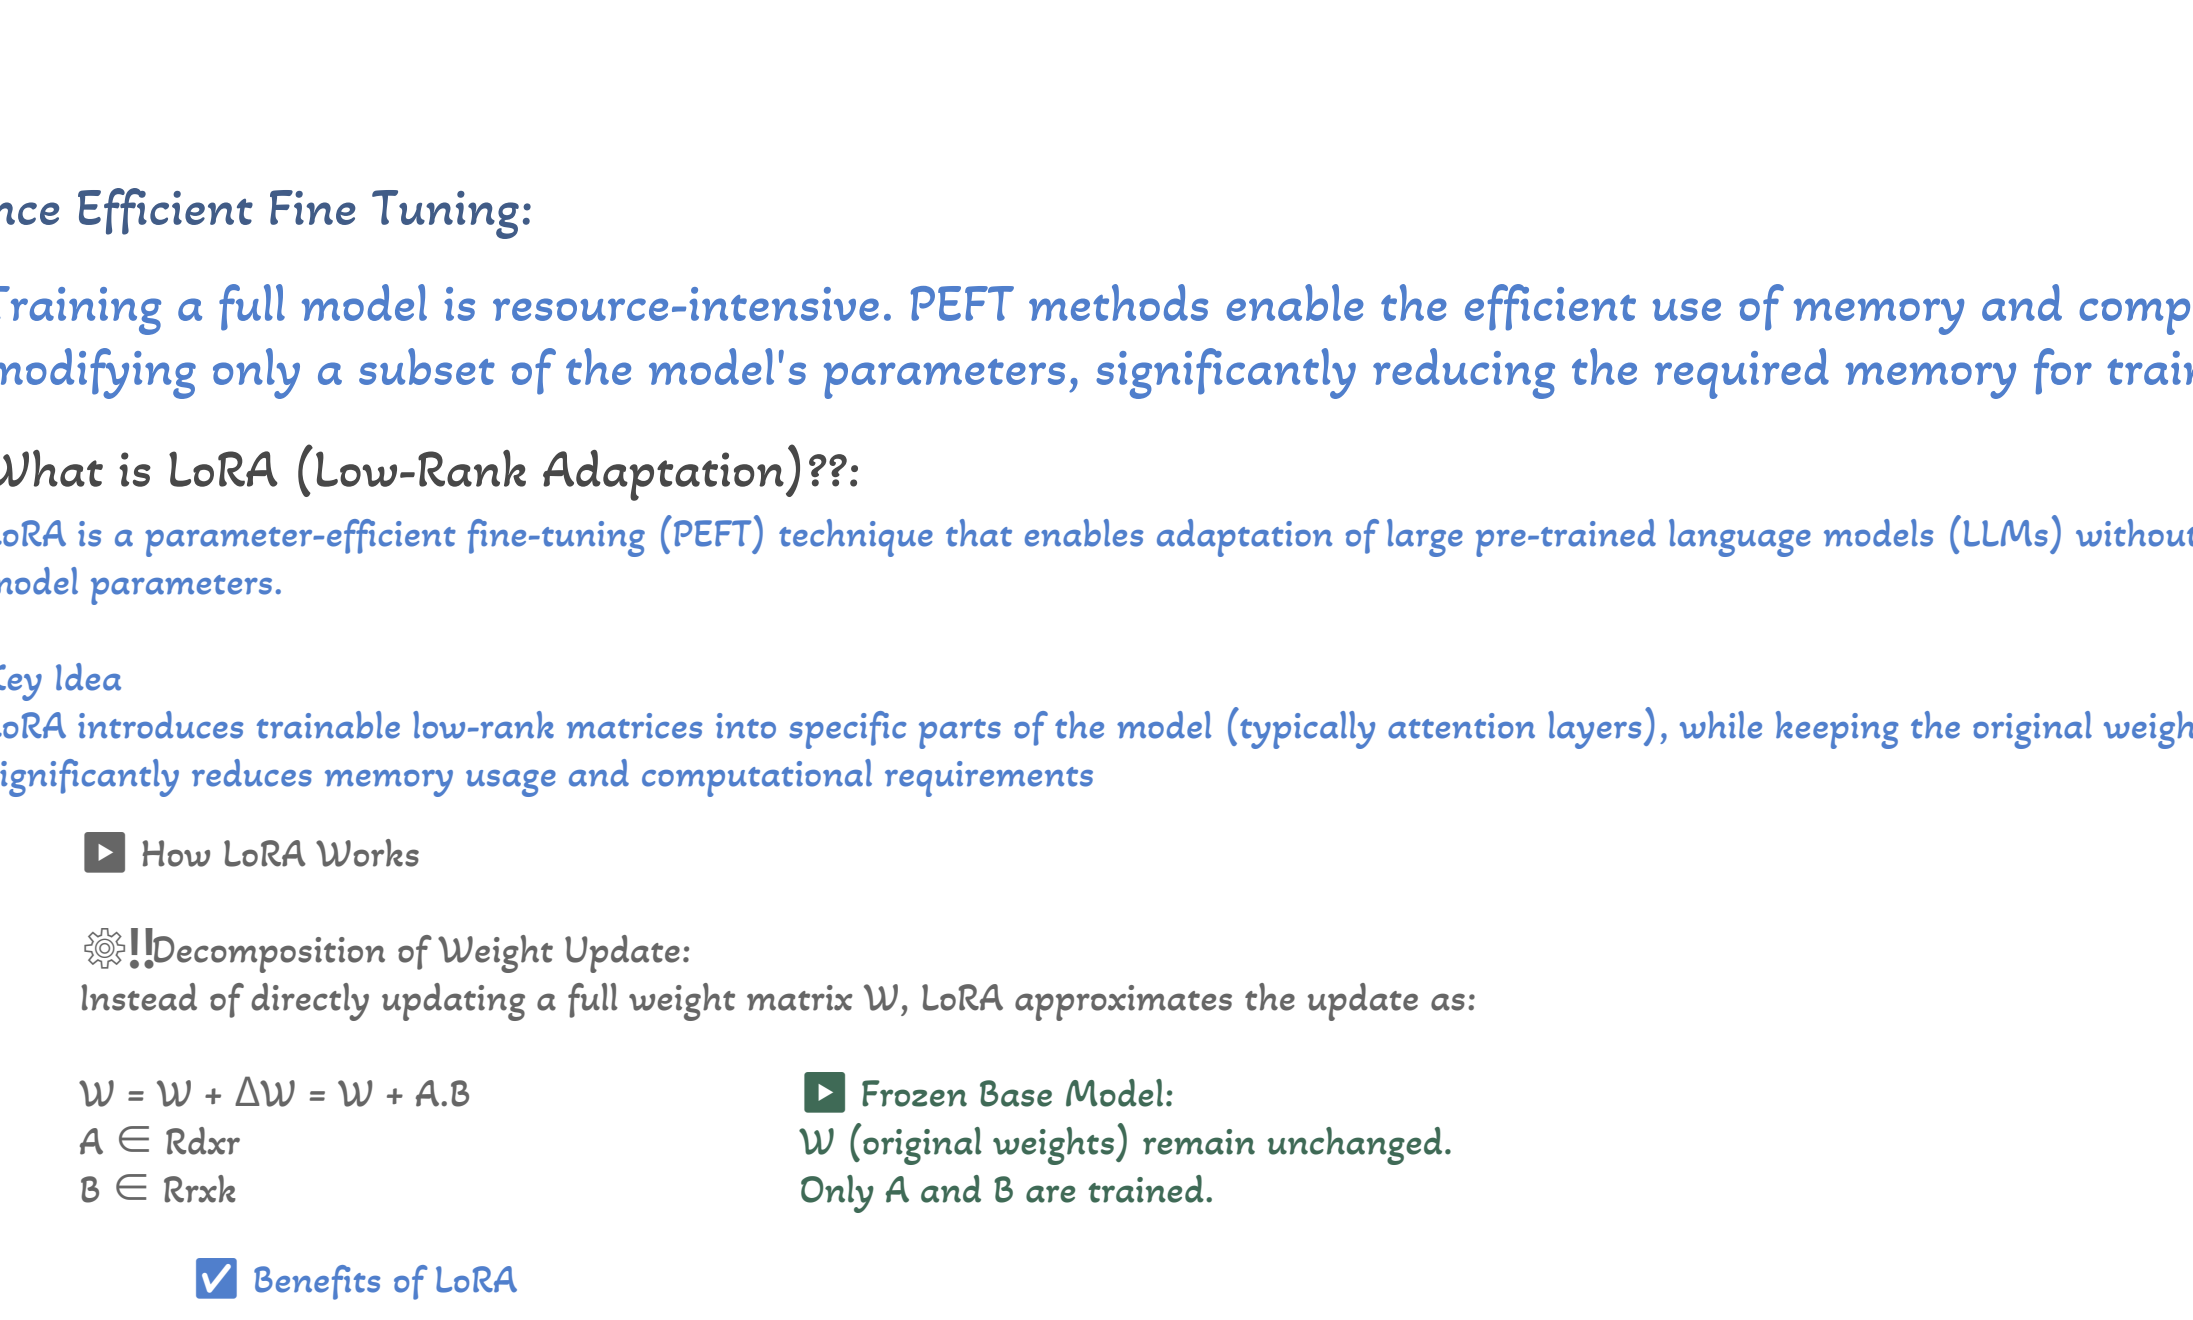 nce Efficient Fine Tuning:
Training a full model is resource-intensive. PEFT methods enable the efficient use of memory and comp
modifying only a subset of the model's parameters, significantly reducing the required memory for train
What is LoRA (Low-Rank Adaptation)??:
LoRA is a parameter-efficient fine-tuning (PEFT) technique that enables adaptation of large pre-trained language models (LLMs) without
model parameters.
Key Idea
LoRA introduces trainable low-rank matrices into specific parts of the model (typically attention layers), while keeping the original weigh
significantly reduces memory usage and computational requirements
▶ How LoRA Works
⚙‼Decomposition of Weight Update:
Instead of directly updating a full weight matrix W, LoRA approximates the update as:
W = W + ΔW = W + A.B
A ∈ Rdxr
B ∈ Rrxk
▶ Frozen Base Model:
W (original weights) remain unchanged.
Only A and B are trained.
☑ Benefits of LoRA